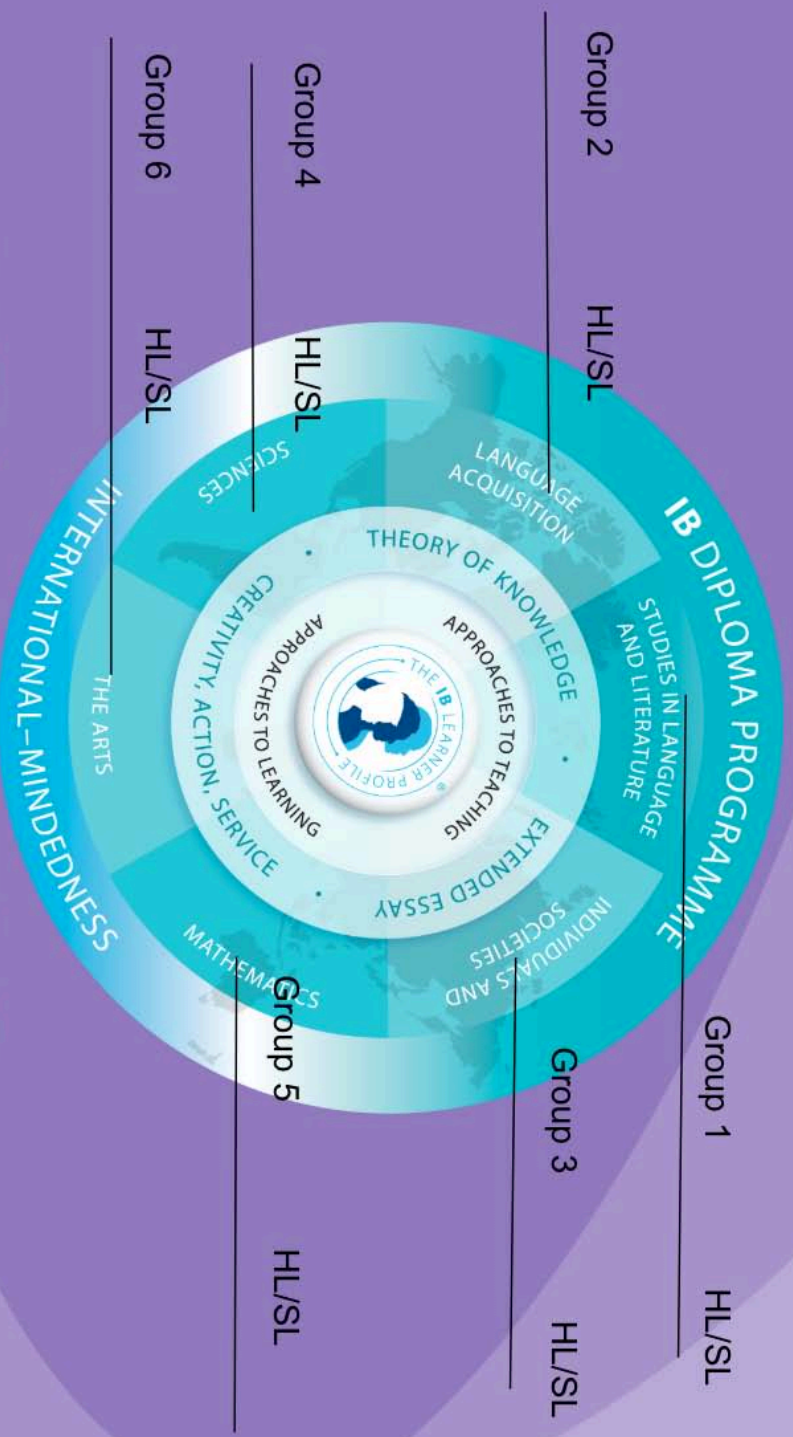 IB DIPLOMA PROGRAMME
Group 1 HL/SL
STUDIES IN LANGUAGE
AND LITERATURE
Group 2 HL/SL
LANGUAGE
ACQUISITION
Group 3 HL/SL
INDIVIDUALS AND
SOCIETIES
THEORY OF KNOWLEDGE
EXTENDED ESSAY
APPROACHES TO TEACHING
THE IB LEARNER PROFILE
®
APPROACHES TO LEARNING
CREATIVITY, ACTION, SERVICE
Group 4 HL/SL
SCIENCES
Group 5 HL/SL
MATHEMATICS
Group 6 HL/SL
THE ARTS
INTERNATIONAL-MINDEDNESS